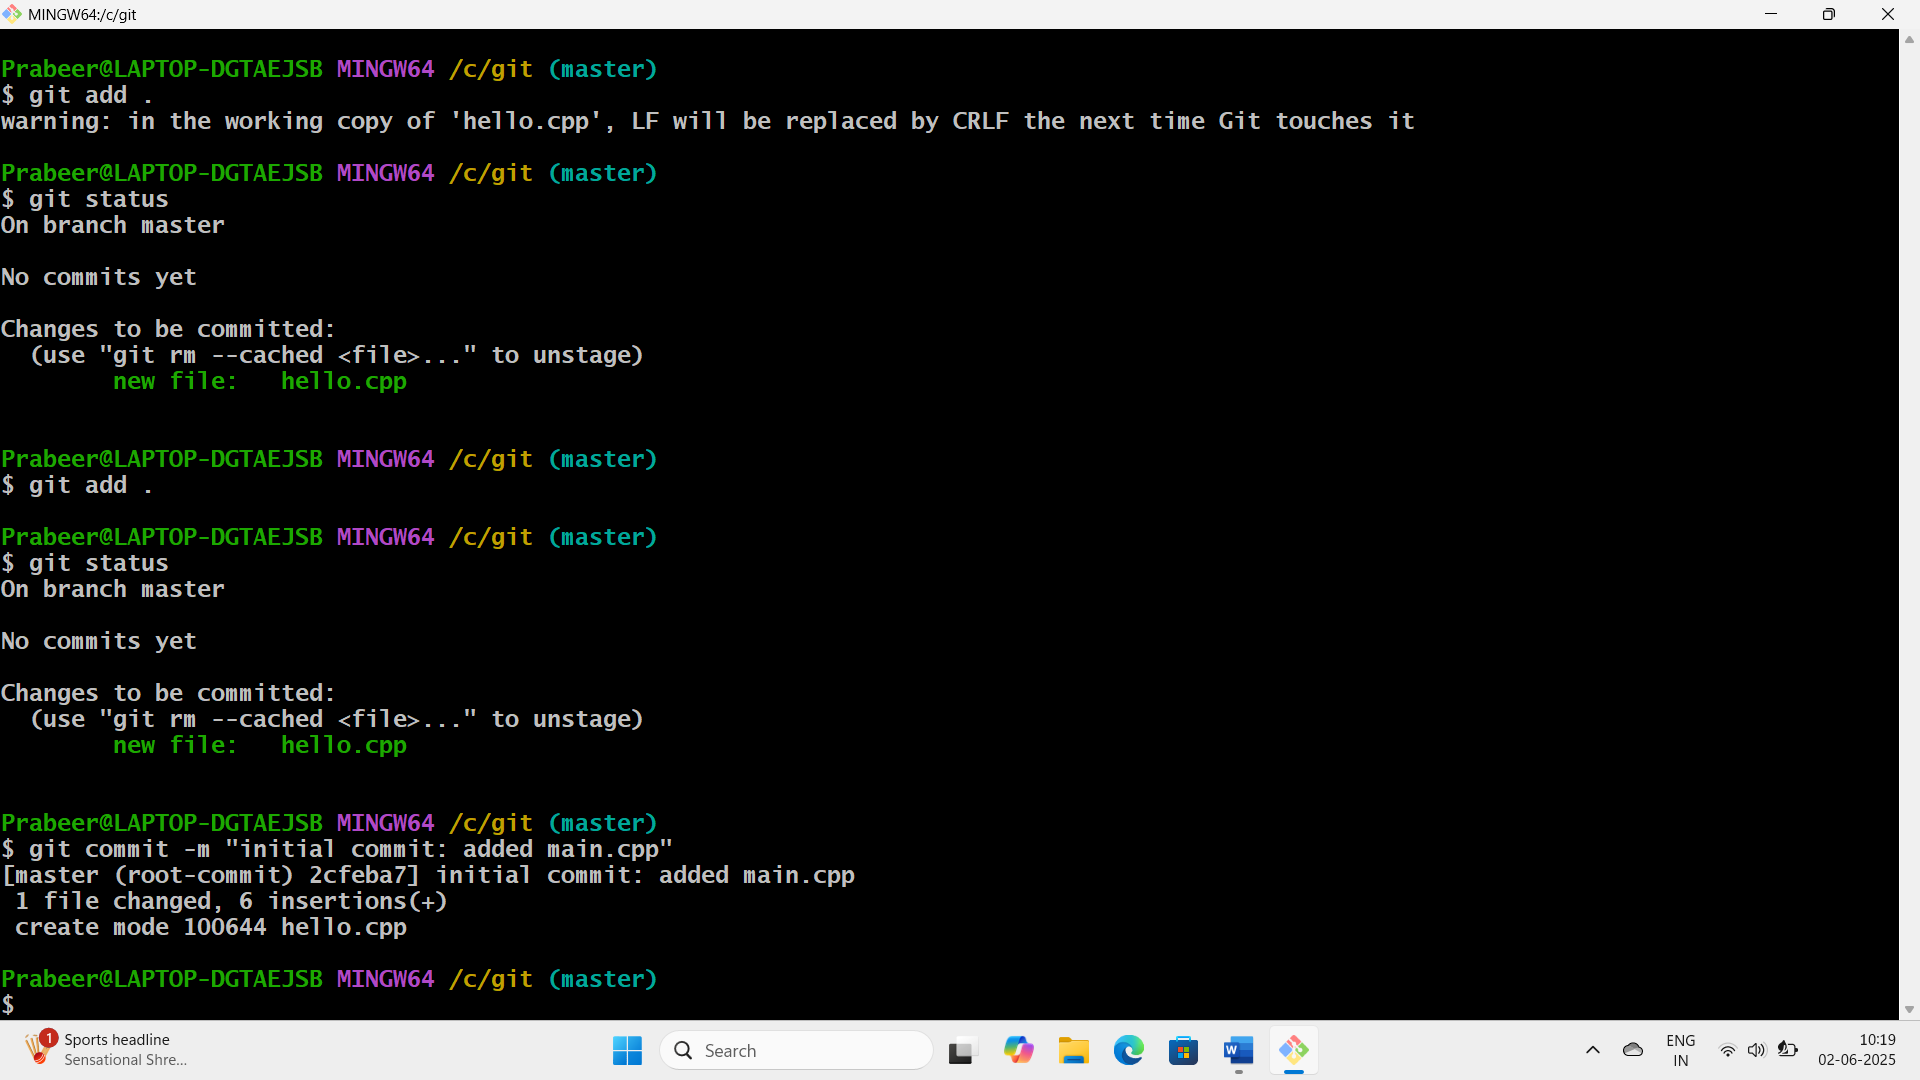 MINGW64:/c/git
Prabeer@LAPTOP-DGTAEJSB MINGW64 /c/git (master)
$ git add .
warning: in the working copy of 'hello.cpp', LF will be replaced by CRLF the next time Git touches it
Prabeer@LAPTOP-DGTAEJSB MINGW64 /c/git (master)
$ git status
On branch master
No commits yet
Changes to be committed:
  (use "git rm --cached <file>..." to unstage)
        new file:   hello.cpp
Prabeer@LAPTOP-DGTAEJSB MINGW64 /c/git (master)
$ git add .
Prabeer@LAPTOP-DGTAEJSB MINGW64 /c/git (master)
$ git status
On branch master
No commits yet
Changes to be committed:
  (use "git rm --cached <file>..." to unstage)
        new file:   hello.cpp
Prabeer@LAPTOP-DGTAEJSB MINGW64 /c/git (master)
$ git commit -m "initial commit: added main.cpp"
[master (root-commit) 2cfeba7] initial commit: added main.cpp
 1 file changed, 6 insertions(+)
 create mode 100644 hello.cpp
Prabeer@LAPTOP-DGTAEJSB MINGW64 /c/git (master)
$
1
Sports headline
Sensational Shre...
Search
W
ENG
IN
10:19
02-06-2025